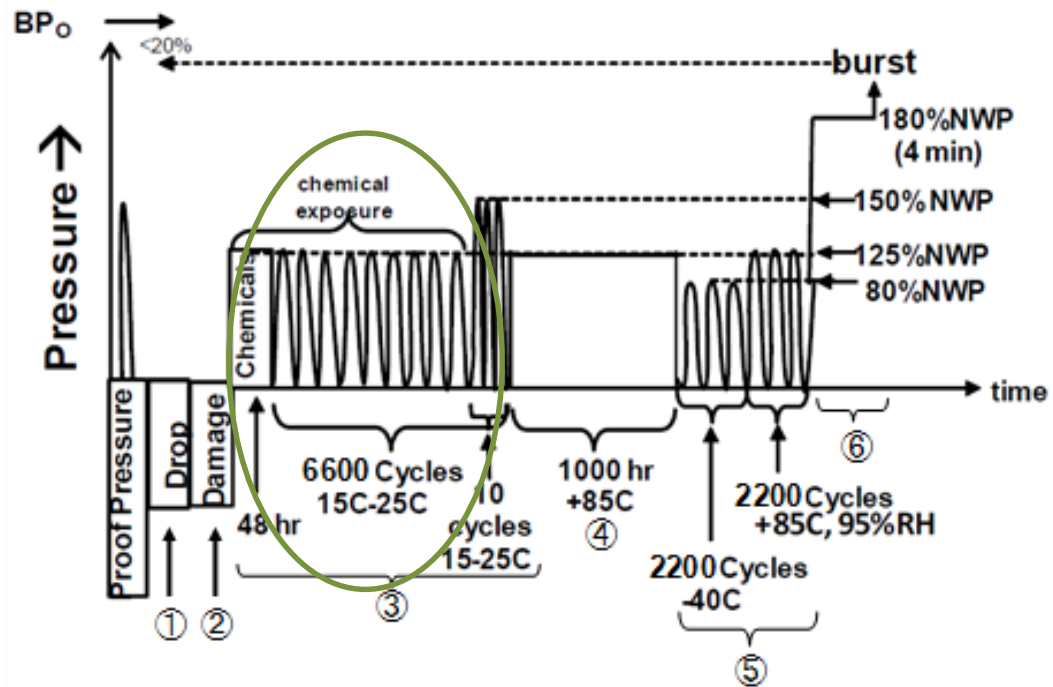 BPO
<20%
burst
Pressure →
180%NWP
(4 min)
150%NWP
125%NWP
80%NWP
chemical
exposure
Chemicals
time
Proof Pressure
Drop
Damage
48 hr
6600 Cycles
15C-25C
10
cycles
15-25C
1000 hr
+85C
④
2200 Cycles
-40C
2200 Cycles
+85C, 95%RH
①
②
③
⑤
⑥